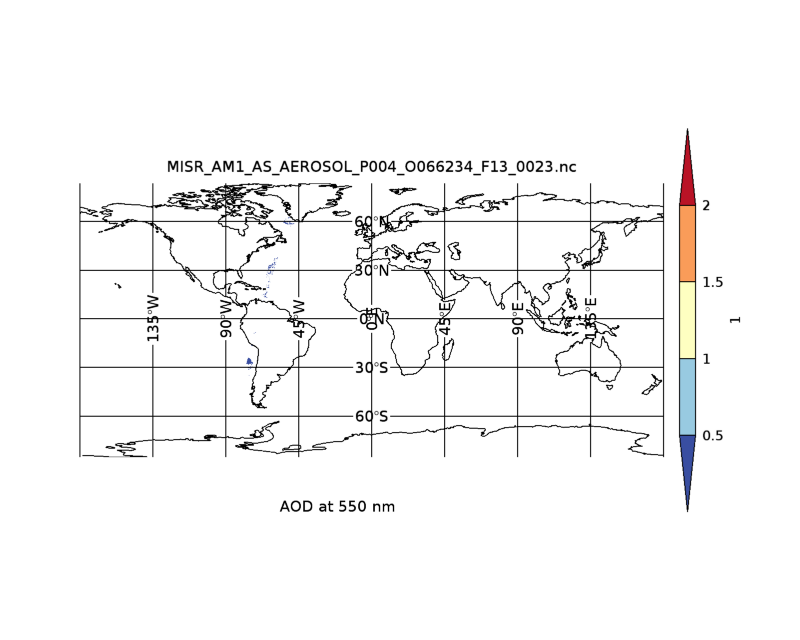 MISR_AM1_AS_AEROSOL_P004_O066234_F13_0023.nc
60°N
30°N
0°N
30°S
60°S
135°W
90°W
45°W
0°E
45°E
90°E
135°E
2
1.5
1
0.5
1
AOD at 550 nm